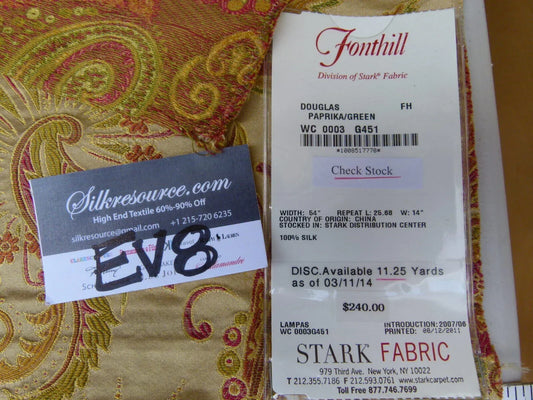 Silkresource.com
High End Textile 60%-90% Off
silkresource@gmail.com +1 215-720 6235
EV8
Fonthill
Division of Stark® Fabric
DOUGLAS FH
PAPRIKA/GREEN
WC 0003 G451
*1008517770*
Check Stock
WIDTH: 54" REPEAT L: 25.68 W: 14"
COUNTRY OF ORIGIN: CHINA
STOCKED IN: STARK DISTRIBUTION CENTER
100% SILK
DISC.Available 11.25 Yards
as of 03/11/14
$240.00
LAMPAS INTRODUCTION: 2007/06
WC 0003G451 PRINTED: 06/12/2011
STARK FABRIC
979 Third Ave., New York, NY 10022
T 212.355.7186 F 212.593.0761 www.starkcarpet.com
Toll Free 877.746.7699